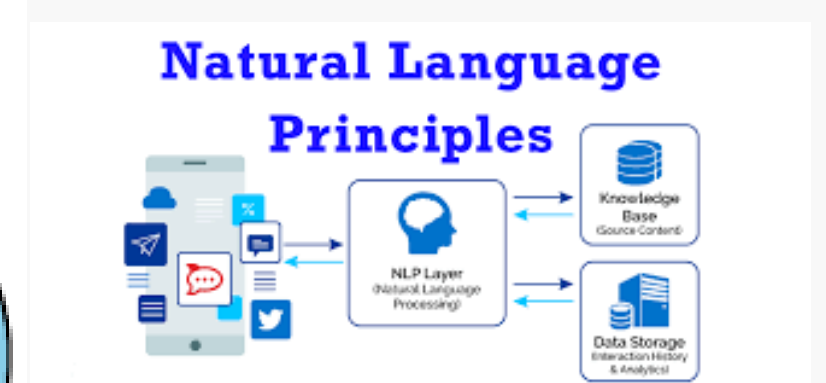 Natural Language
Principles
Knowledge
Base
(Source Content)
NLP Layer
(Natural Language
Processing)
Data Storage
(Interaction History
& Analytics)
%